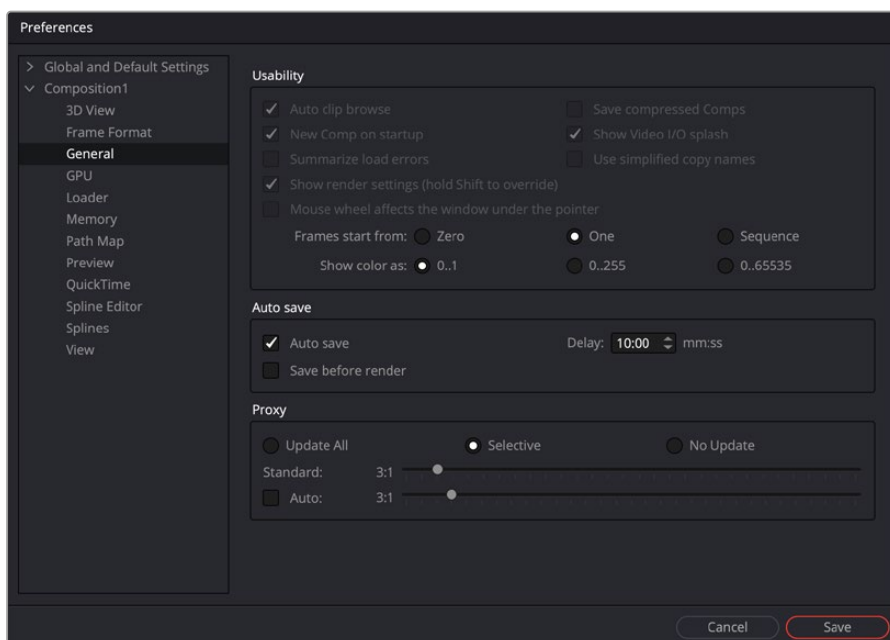 Preferences
Global and Default Settings
Composition1
3D View
Frame Format
General
GPU
Loader
Memory
Path Map
Preview
QuickTime
Spline Editor
Splines
View
Usability
Auto clip browse Save compressed Comps
New Comp on startup Show Video I/O splash
Summarize load errors Use simplified copy names
Show render settings (hold Shift to override)
Mouse wheel affects the window under the pointer
Frames start from: Zero One Sequence
Show color as: 0..1 0..255 0..65535
Auto save
Auto save Delay: 10:00 mm:ss
Save before render
Proxy
Update All Selective No Update
Standard: 3:1
Auto: 3:1
Cancel Save